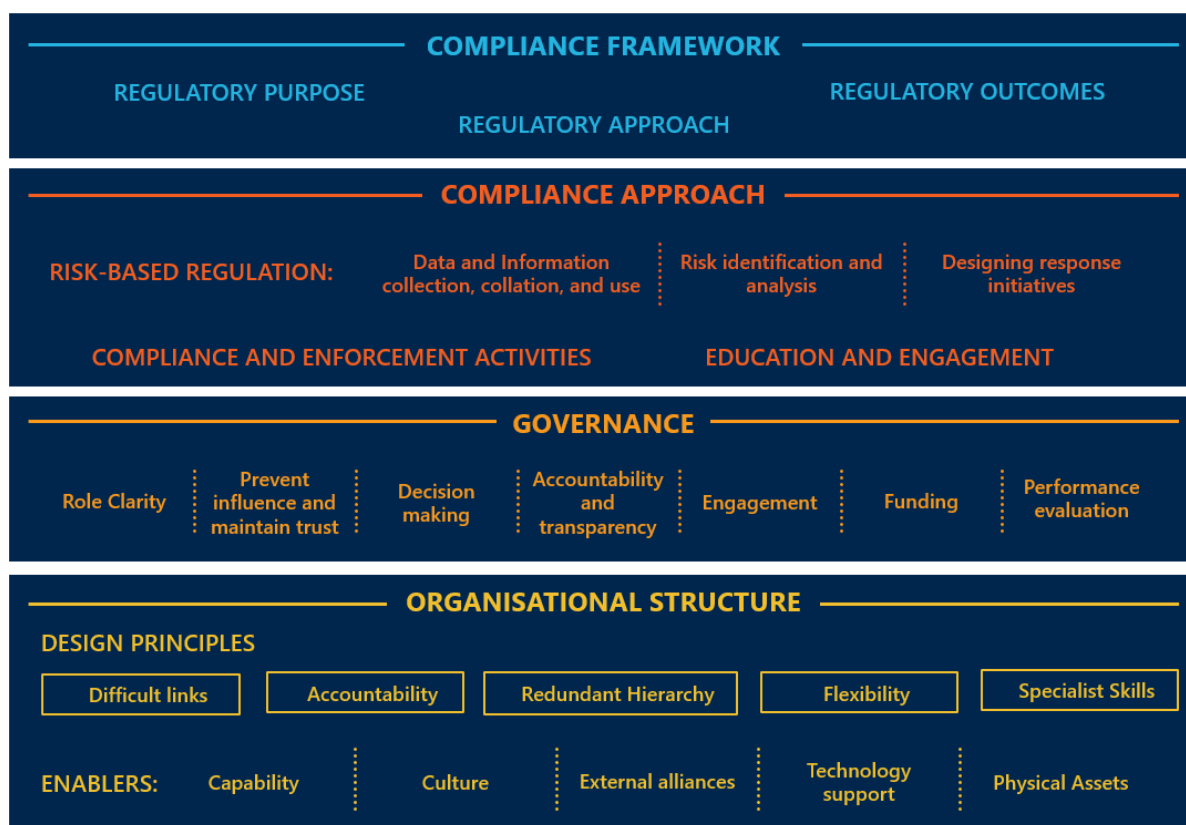 COMPLIANCE FRAMEWORK
REGULATORY PURPOSE
REGULATORY OUTCOMES
REGULATORY APPROACH
COMPLIANCE APPROACH
RISK-BASED REGULATION:
Data and Information
collection, collation, and use
Risk identification and
analysis
Designing response
initiatives
COMPLIANCE AND ENFORCEMENT ACTIVITIES
EDUCATION AND ENGAGEMENT
GOVERNANCE
Role Clarity
Prevent
influence and
maintain trust
Decision
making
Accountability
and
transparency
Engagement
Funding
Performance
evaluation
ORGANISATIONAL STRUCTURE
DESIGN PRINCIPLES
Difficult links
Accountability
Redundant Hierarchy
Flexibility
Specialist Skills
ENABLERS:
Capability
Culture
External alliances
Technology
support
Physical Assets